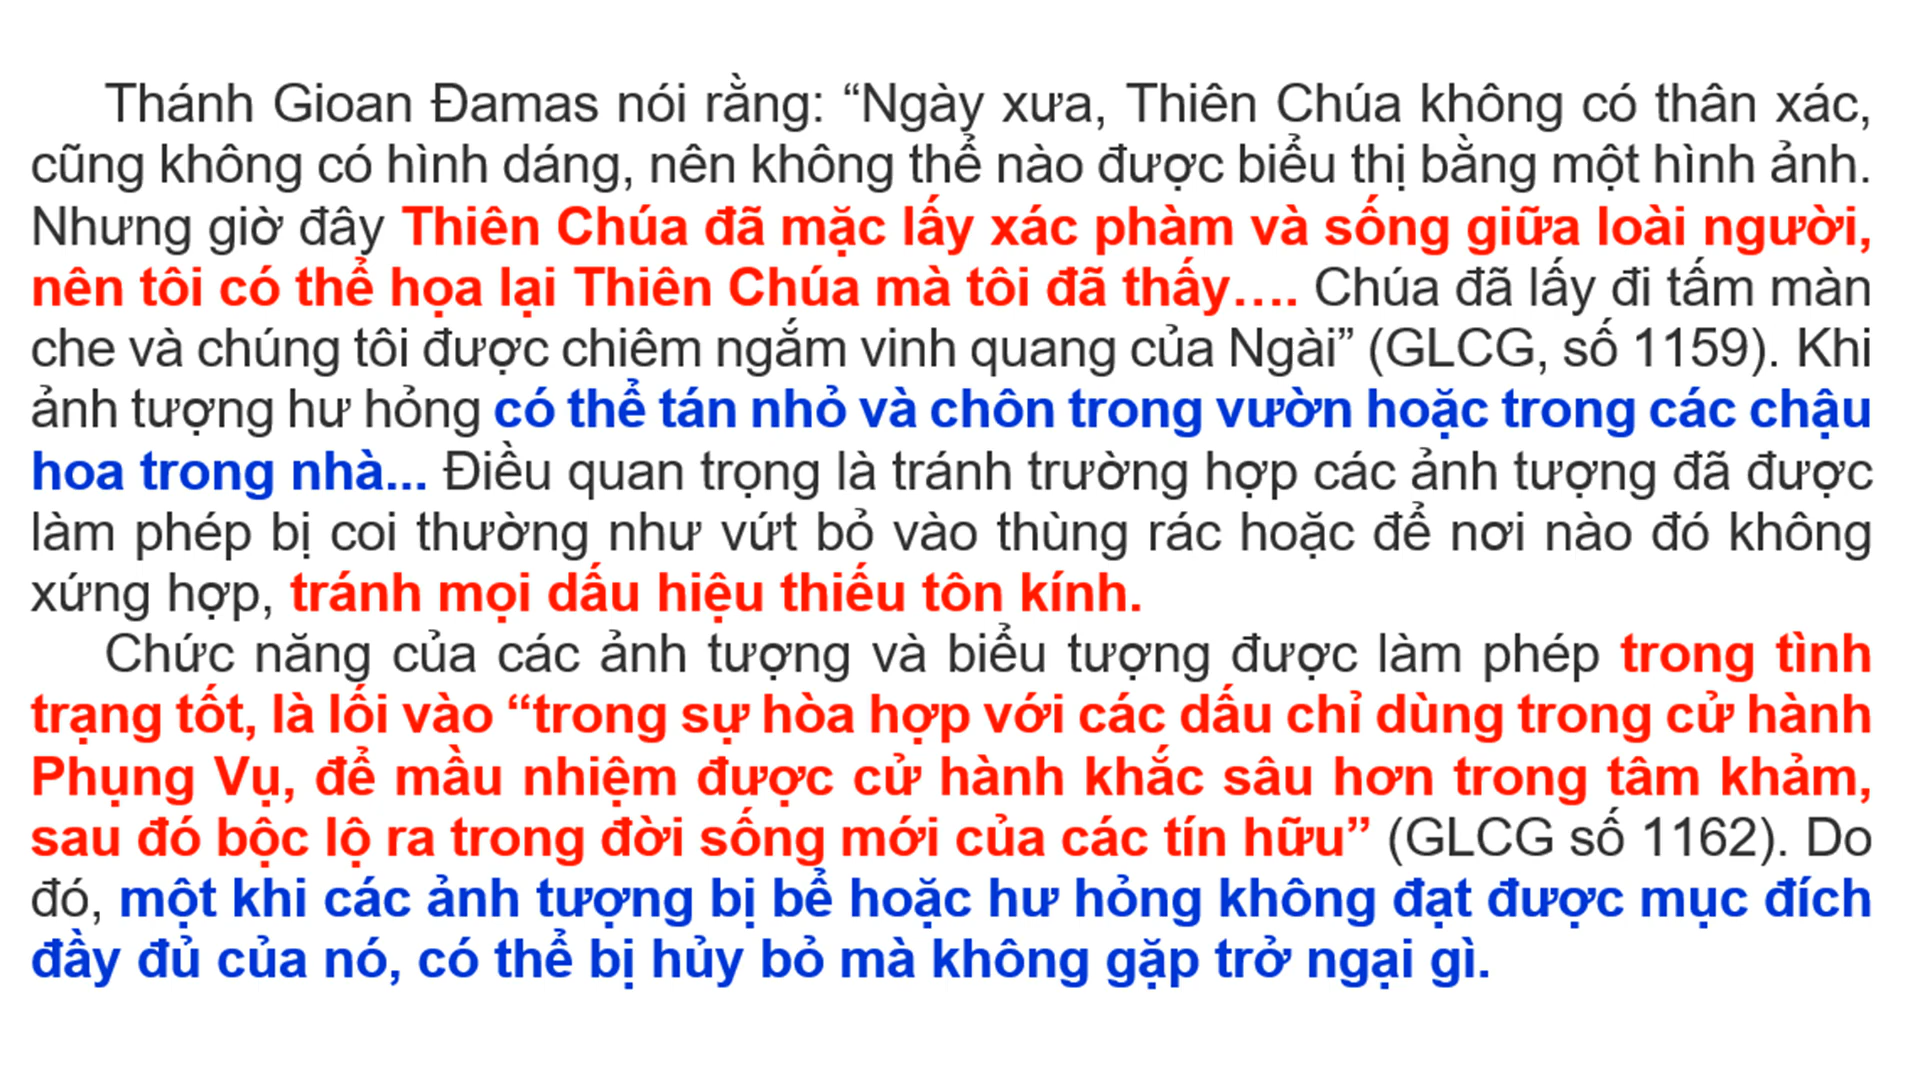 Thánh Gioan Đamas nói rằng: “Ngày xưa, Thiên Chúa không có thân xác,
cũng không có hình dáng, nên không thể nào được biểu thị bằng một hình ảnh.
Nhưng giờ đây Thiên Chúa đã mặc lấy xác phàm và sống giữa loài người,
nên tôi có thể họa lại Thiên Chúa mà tôi đã thấy…. Chúa đã lấy đi tấm màn
che và chúng tôi được chiêm ngắm vinh quang của Ngài” (GLCG, số 1159). Khi
ảnh tượng hư hỏng có thể tán nhỏ và chôn trong vườn hoặc trong các chậu
hoa trong nhà... Điều quan trọng là tránh trường hợp các ảnh tượng đã được
làm phép bị coi thường như vứt bỏ vào thùng rác hoặc để nơi nào đó không
xứng hợp, tránh mọi dấu hiệu thiếu tôn kính.
Chức năng của các ảnh tượng và biểu tượng được làm phép trong tình
trạng tốt, là lối vào “trong sự hòa hợp với các dấu chỉ dùng trong cử hành
Phụng Vụ, để mầu nhiệm được cử hành khắc sâu hơn trong tâm khảm,
sau đó bộc lộ ra trong đời sống mới của các tín hữu” (GLCG số 1162). Do
đó, một khi các ảnh tượng bị bể hoặc hư hỏng không đạt được mục đích
đầy đủ của nó, có thể bị hủy bỏ mà không gặp trở ngại gì.